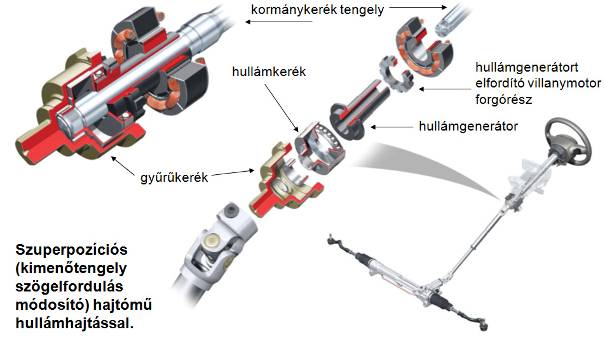 kormánykerék tengely
hullámkerék
hullámgenerátort
elfordító villanymotor
forgórész
hullámgenerátor
gyűrűkerék
Szuperpozíciós
(kimenőtengely
szögelfordulás
módosító) hajtómű
hullámhajtással.